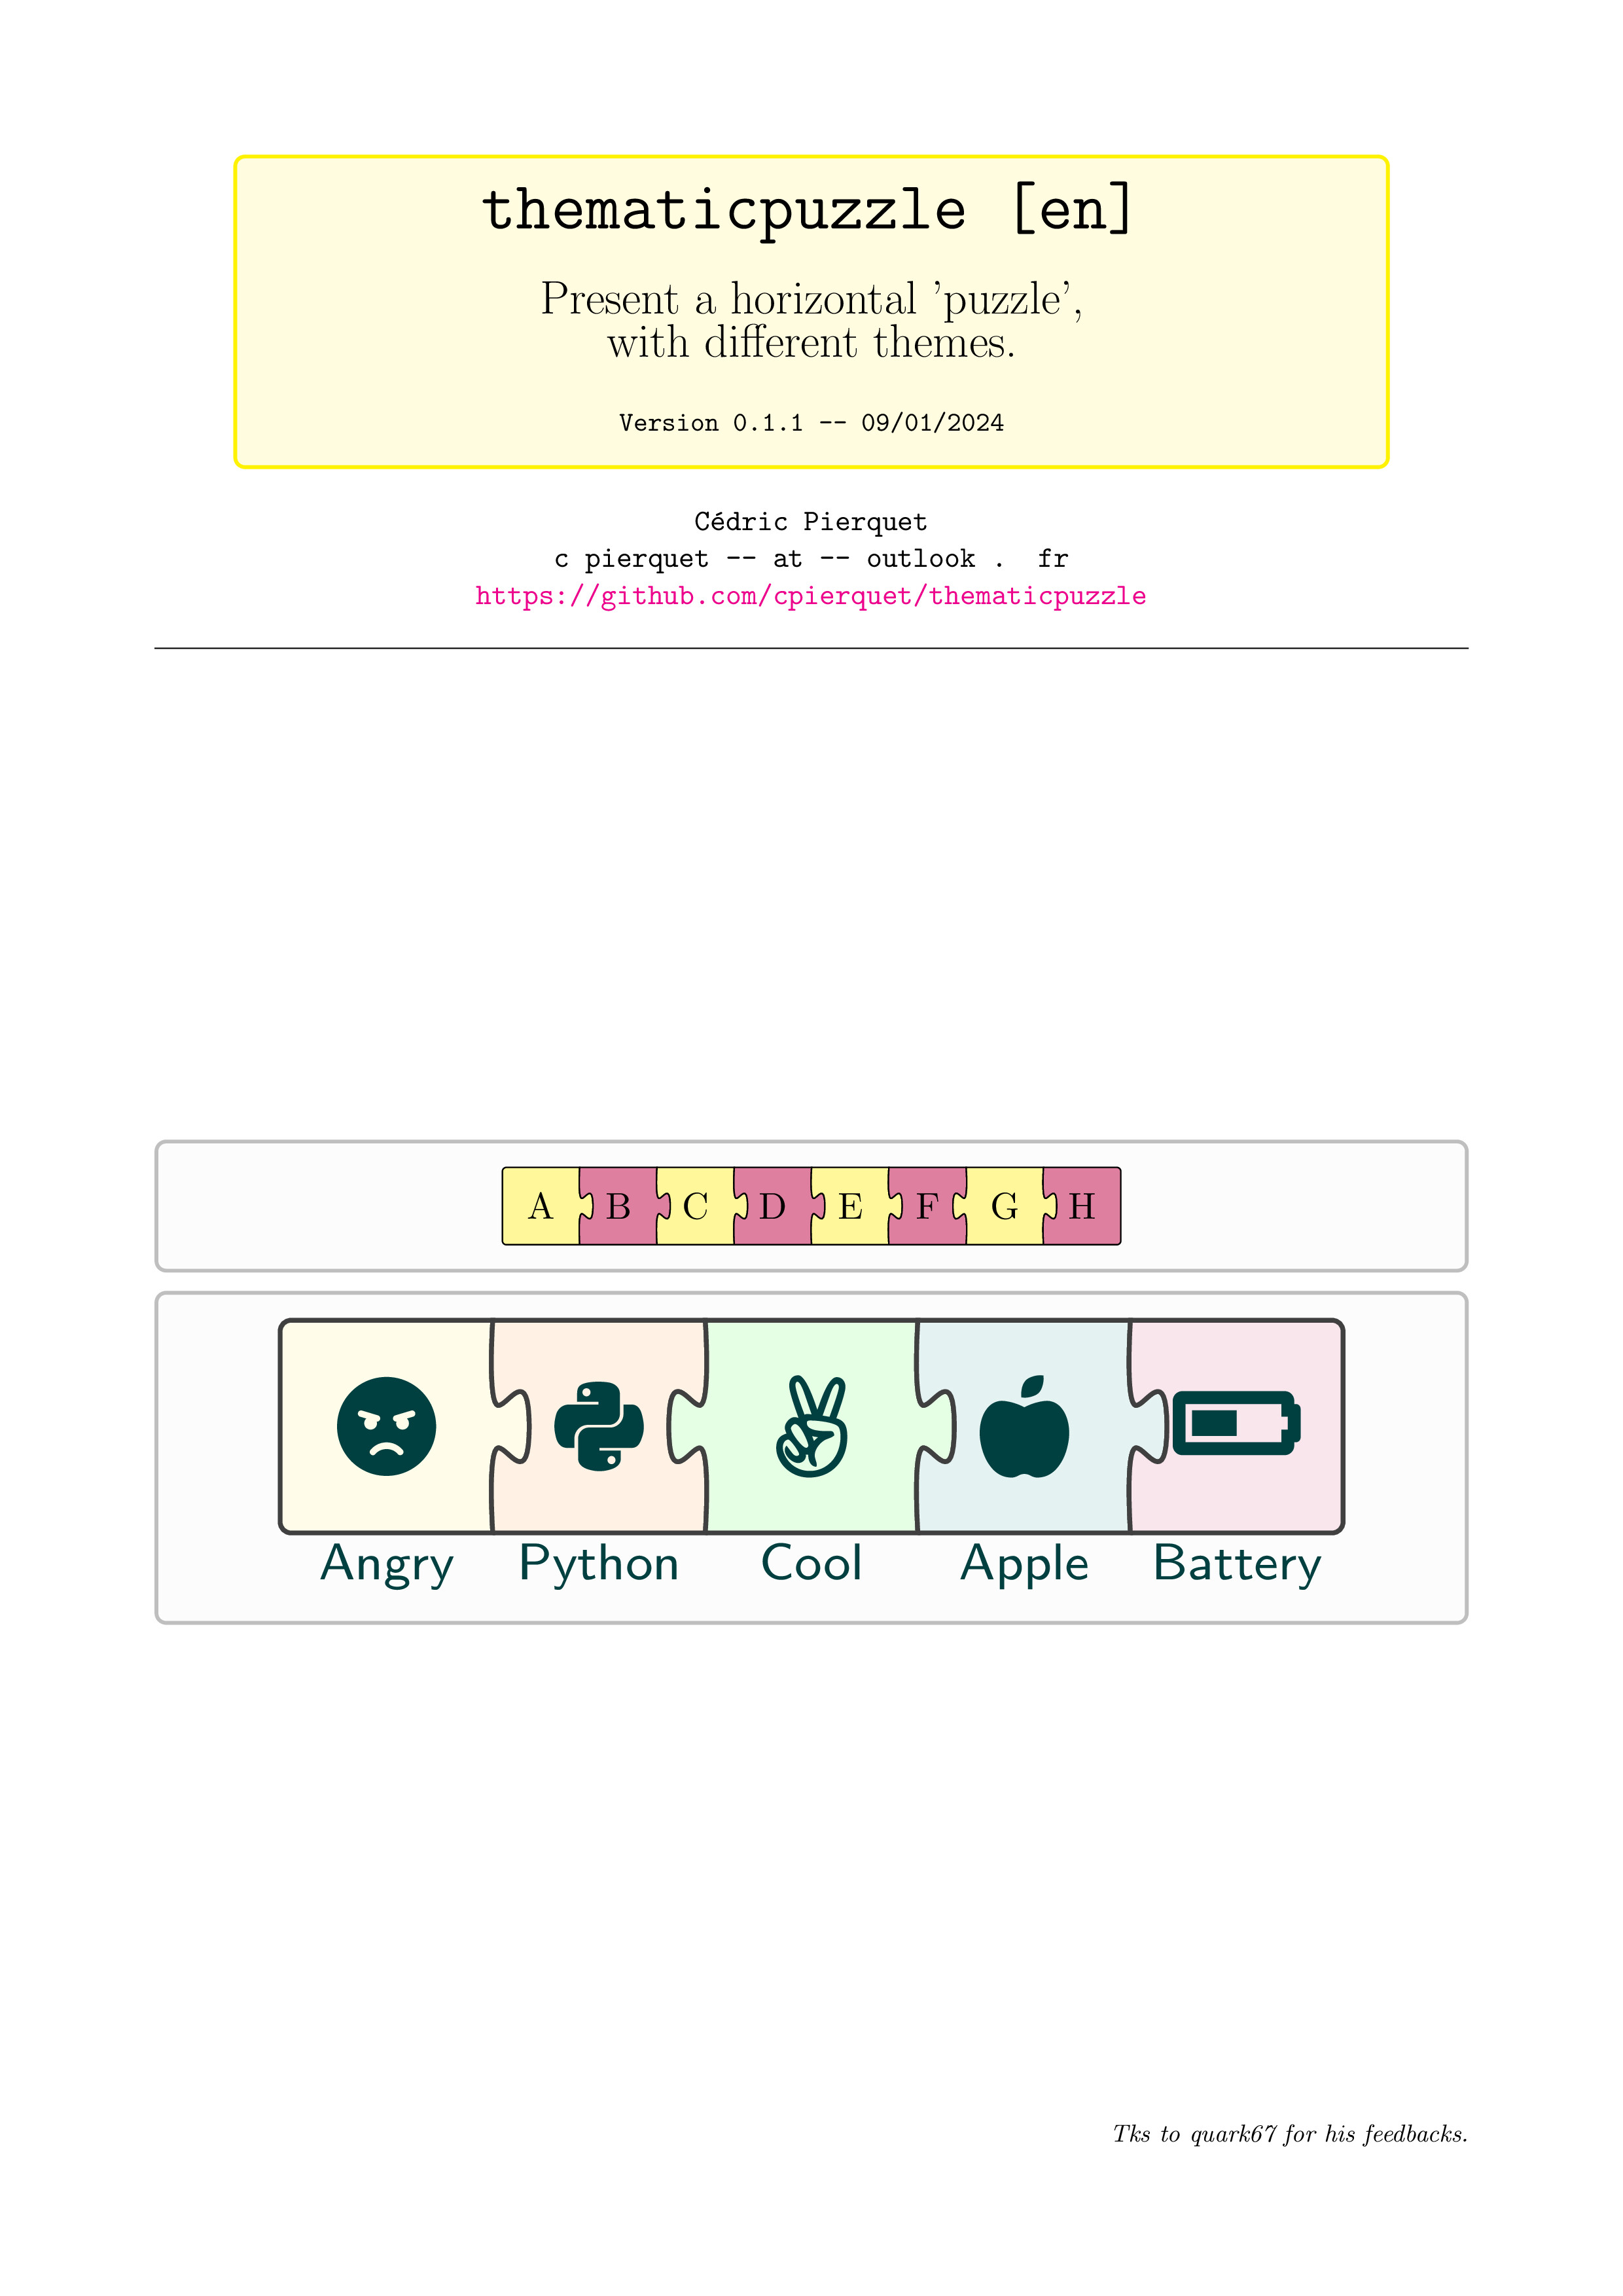 thematicpuzzle [en]
Present a horizontal 'puzzle',
with different themes.
Version 0.1.1 -- 09/01/2024
Cédric Pierquet
c pierquet -- at -- outlook . fr
https://github.com/cpierquet/thematicpuzzle
A B C D E F G H
Angry Python Cool Apple Battery
Tks to quark67 for his feedbacks.